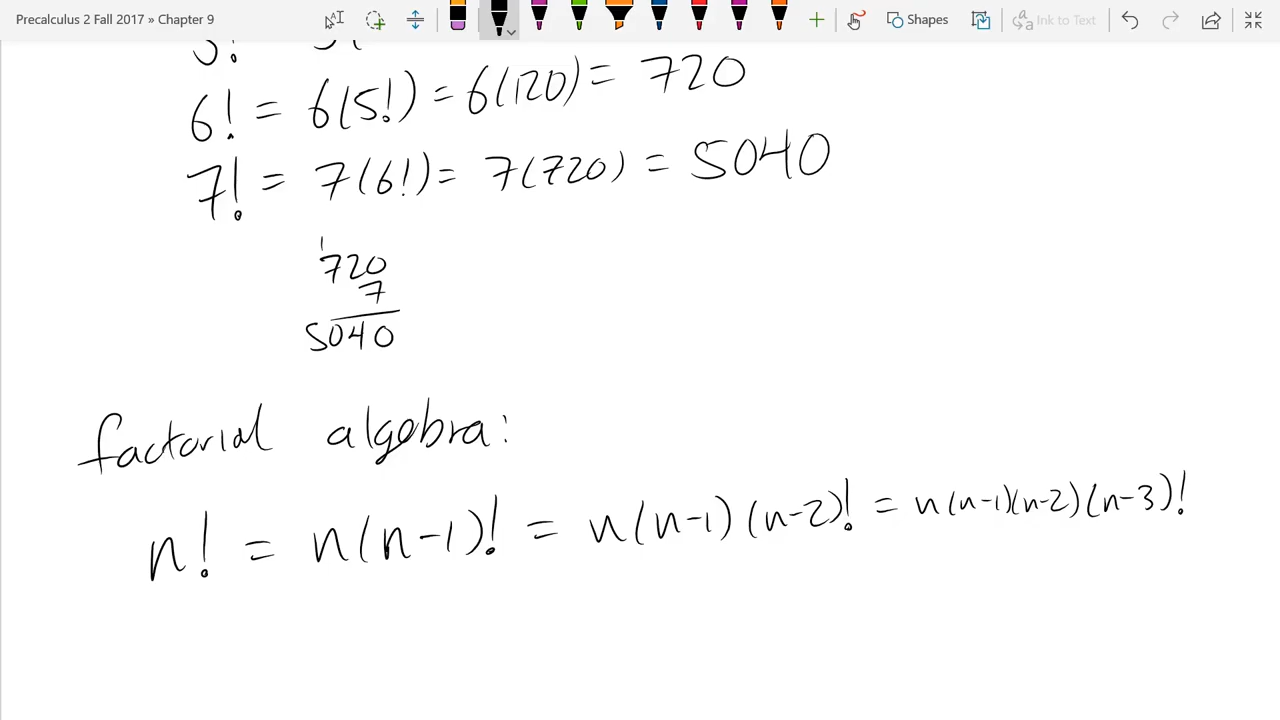 Precalculus 2 Fall 2017 » Chapter 9
Shapes
Ink to Text
6! = 6(5!) = 6(120) = 720
7! = 7(6!) = 7(720) = 5040
1
720
7
5040
factorial algebra:
n! = n(n-1)! = n(n-1)(n-2)! = n(n-1)(n-2)(n-3)!